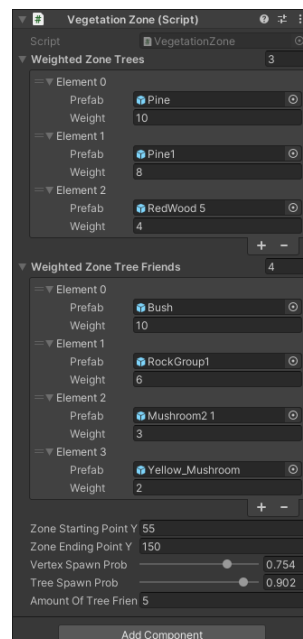 # Vegetation Zone (Script)
Script VegetationZone
Weighted Zone Trees 3
Element 0
Prefab Pine
Weight 10
Element 1
Prefab Pine1
Weight 8
Element 2
Prefab RedWood 5
Weight 4
+ −
Weighted Zone Tree Friends 4
Element 0
Prefab Bush
Weight 10
Element 1
Prefab RockGroup1
Weight 6
Element 2
Prefab Mushroom2 1
Weight 3
Element 3
Prefab Yellow_Mushroom
Weight 2
+ −
Zone Starting Point Y 55
Zone Ending Point Y 150
Vertex Spawn Prob 0.754
Tree Spawn Prob 0.902
Amount Of Tree Frien 5
Add Component